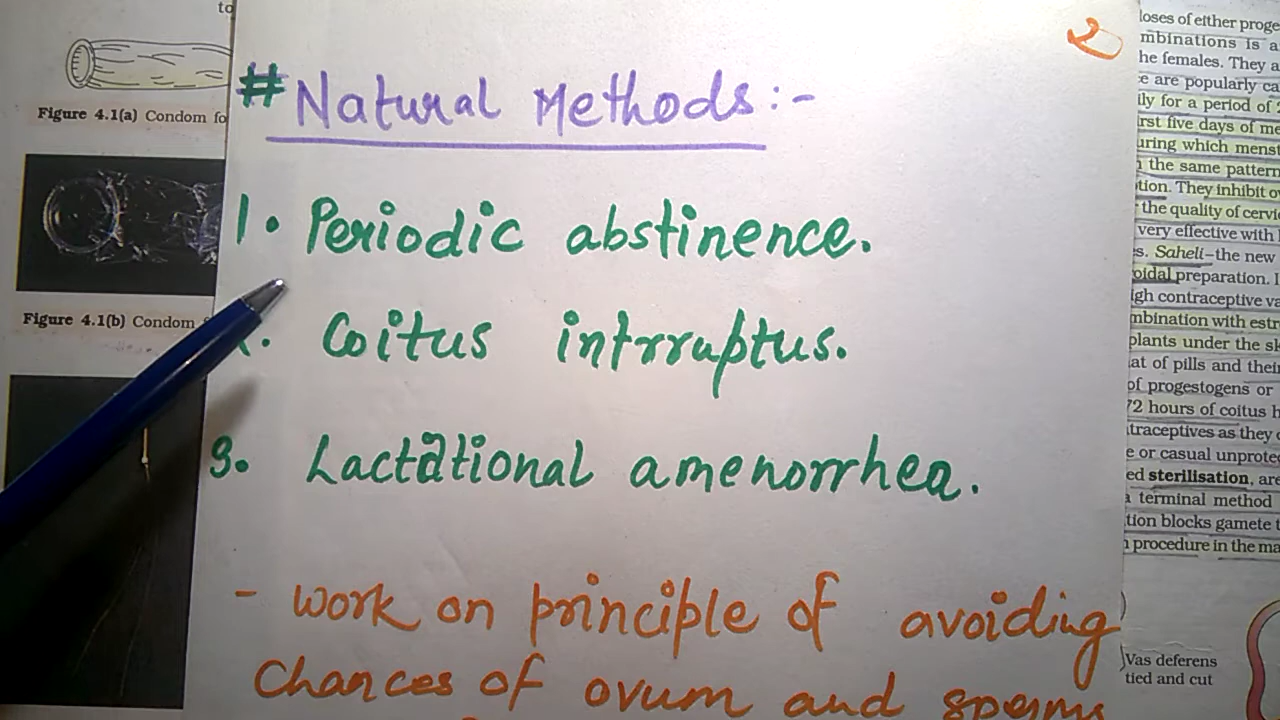 to
Figure 4.1(a) Condom fo
Figure 4.1(b) Condom
2
# Natural Methods:-
1. Periodic abstinence.
2. Coitus intrruptus.
3. Lactational amenorrhea.
- work on principle of avoiding
Chances of ovum and sperms
loses of either proge
mbinations is a
he females. They a
e are popularly ca
ily for a period of
rst five days of me
uring which menst
the same pattern
tion. They inhibit ov
the quality of cervi
very effective with
s. Saheli–the new
oidal preparation. I
igh contraceptive va
mbination with estr
plants under the sk
at of pills and their
of progestogens or
72 hours of coitus h
traceptives as they
e or casual unprote
ed sterilisation, are
a terminal method
tion blocks gamete t
procedure in the ma
Vas deferens
tied and cut